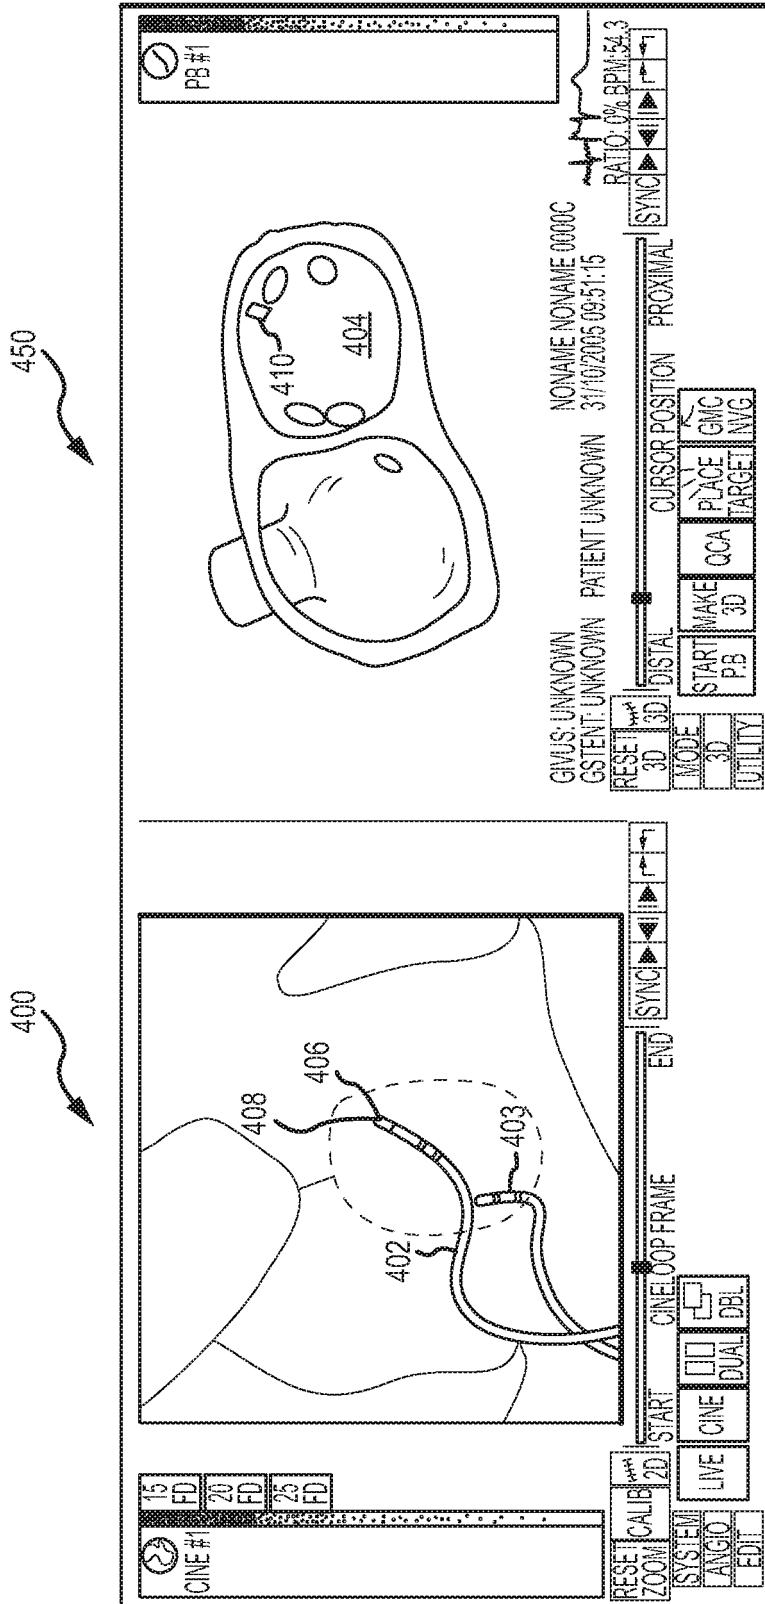 400
450
CINE #1
15
FD
20
FD
25
FD
408
406
402
403
RESET
ZOOM
CALIB
2D
START
CINELOOP FRAME
END
SYNC
SYSTEM
ANGIO
EDIT
LIVE
CINE
DUAL
DBL
PB #1
410
404
GIVUS: UNKNOWN
GSTENT: UNKNOWN
PATIENT UNKNOWN
NONAME NONAME 0000C
31/10/2005 09:51:15
RATIO: 0% BPM:54.3
RESET
3D
3D
DISTAL
CURSOR POSITION
PROXIMAL
SYNC
MODE
3D
UTILITY
START
P.B
MAKE
3D
QCA
PLACE
TARGET
GMC
NVG